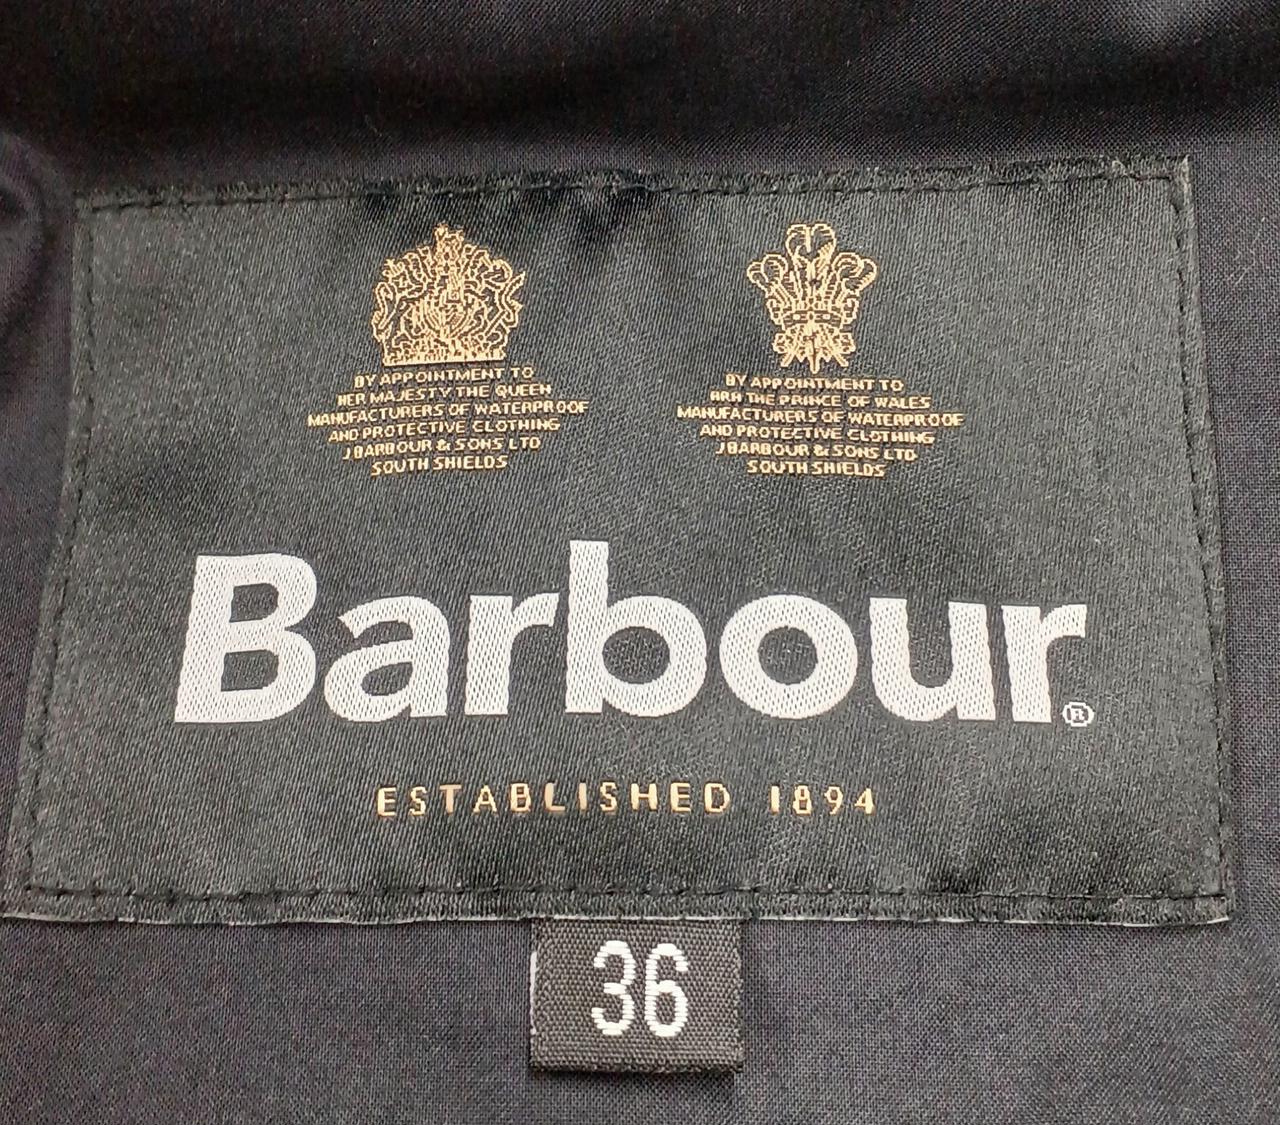 BY APPOINTMENT TO
HER MAJESTY THE QUEEN
MANUFACTURERS OF WATERPROOF
AND PROTECTIVE CLOTHING
J BARBOUR & SONS LTD
SOUTH SHIELDS
BY APPOINTMENT TO
HRH THE PRINCE OF WALES
MANUFACTURERS OF WATERPROOF
AND PROTECTIVE CLOTHING
J BARBOUR & SONS LTD
SOUTH SHIELDS
Barbour®
ESTABLISHED 1894
36